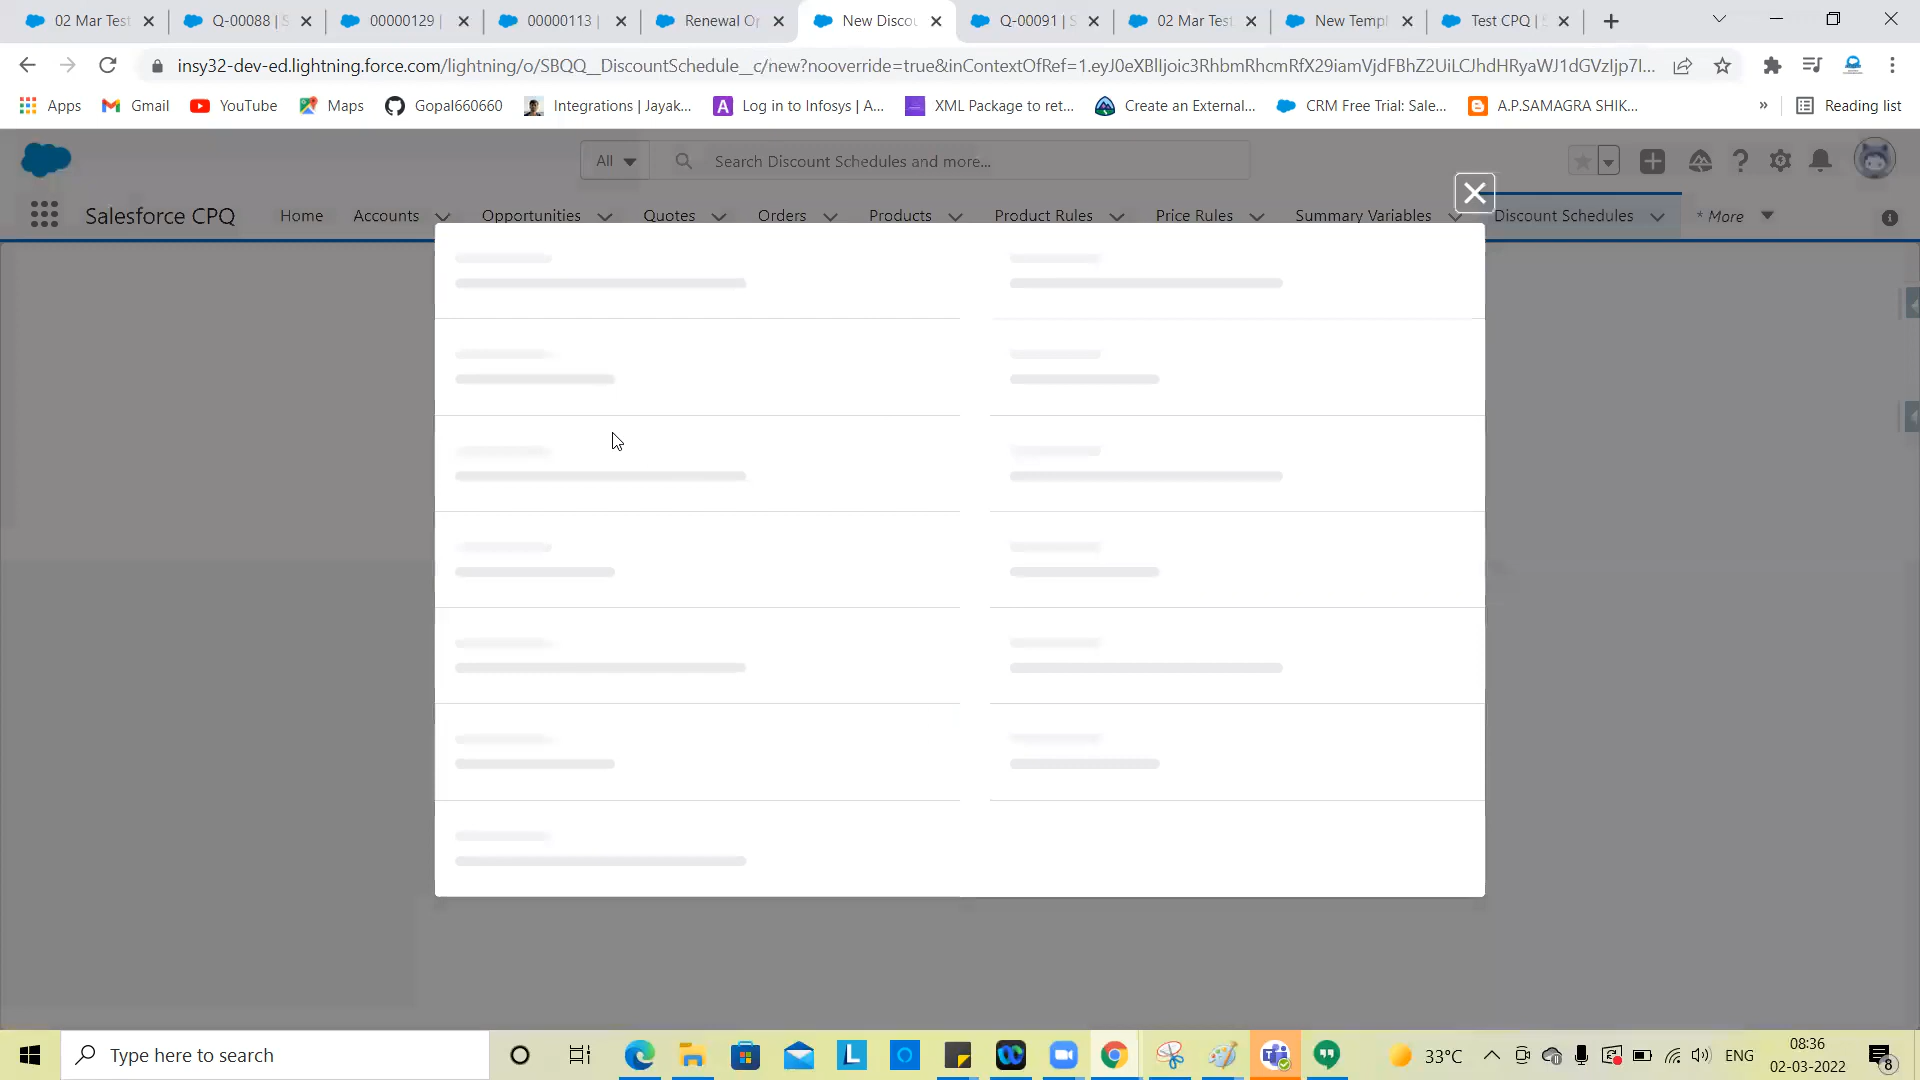 02 Mar Test
Q-00088 | S
00000129 |
00000113 |
Renewal Op
New Discou
Q-00091 | S
02 Mar Test
New Templ
Test CPQ | S
insy32-dev-ed.lightning.force.com/lightning/o/SBQQ__DiscountSchedule__c/new?nooverride=true&inContextOfRef=1.eyJ0eXBlIjoic3RhbmRhcmRfX29iamVjdFBhZ2UiLCJhdHRyaWJ1dGVzIjp7I...
Apps
Gmail
YouTube
Maps
Gopal660060
Integrations | Jayak...
Log in to Infosys | A...
XML Package to ret...
Create an External...
CRM Free Trial: Sale...
A.P.SAMAGRA SHIK...
»
Reading list
All
Search Discount Schedules and more...
Salesforce CPQ
Home
Accounts
Opportunities
Quotes
Orders
Products
Product Rules
Price Rules
Summary Variables
Discount Schedules
* More
Type here to search
33°C
ENG
08:36
02-03-2022
8